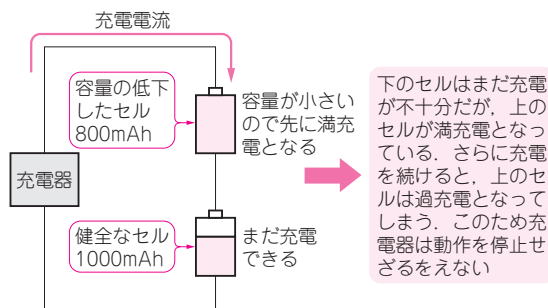 充電電流
容量の低下
したセル
800mAh
容量が小さい
ので先に満充
電となる
充電器
健全なセル
1000mAh
まだ充電
できる
下のセルはまだ充電
が不十分だが，上の
セルが満充電となっ
ている．さらに充電
を続けると，上のセ
ルは過充電となって
しまう．このため充
電器は動作を停止せ
ざるをえない